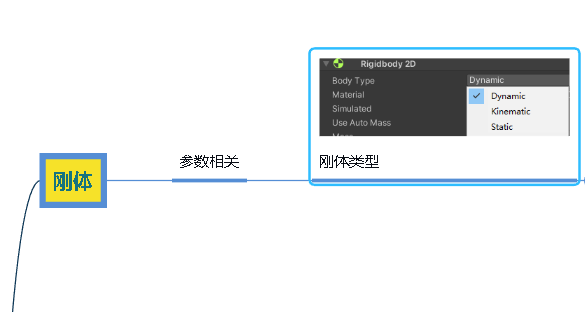 Rigidbody 2D
Body Type
Dynamic
Material
Dynamic
Simulated
Kinematic
Use Auto Mass
Static
刚体
参数相关
刚体类型